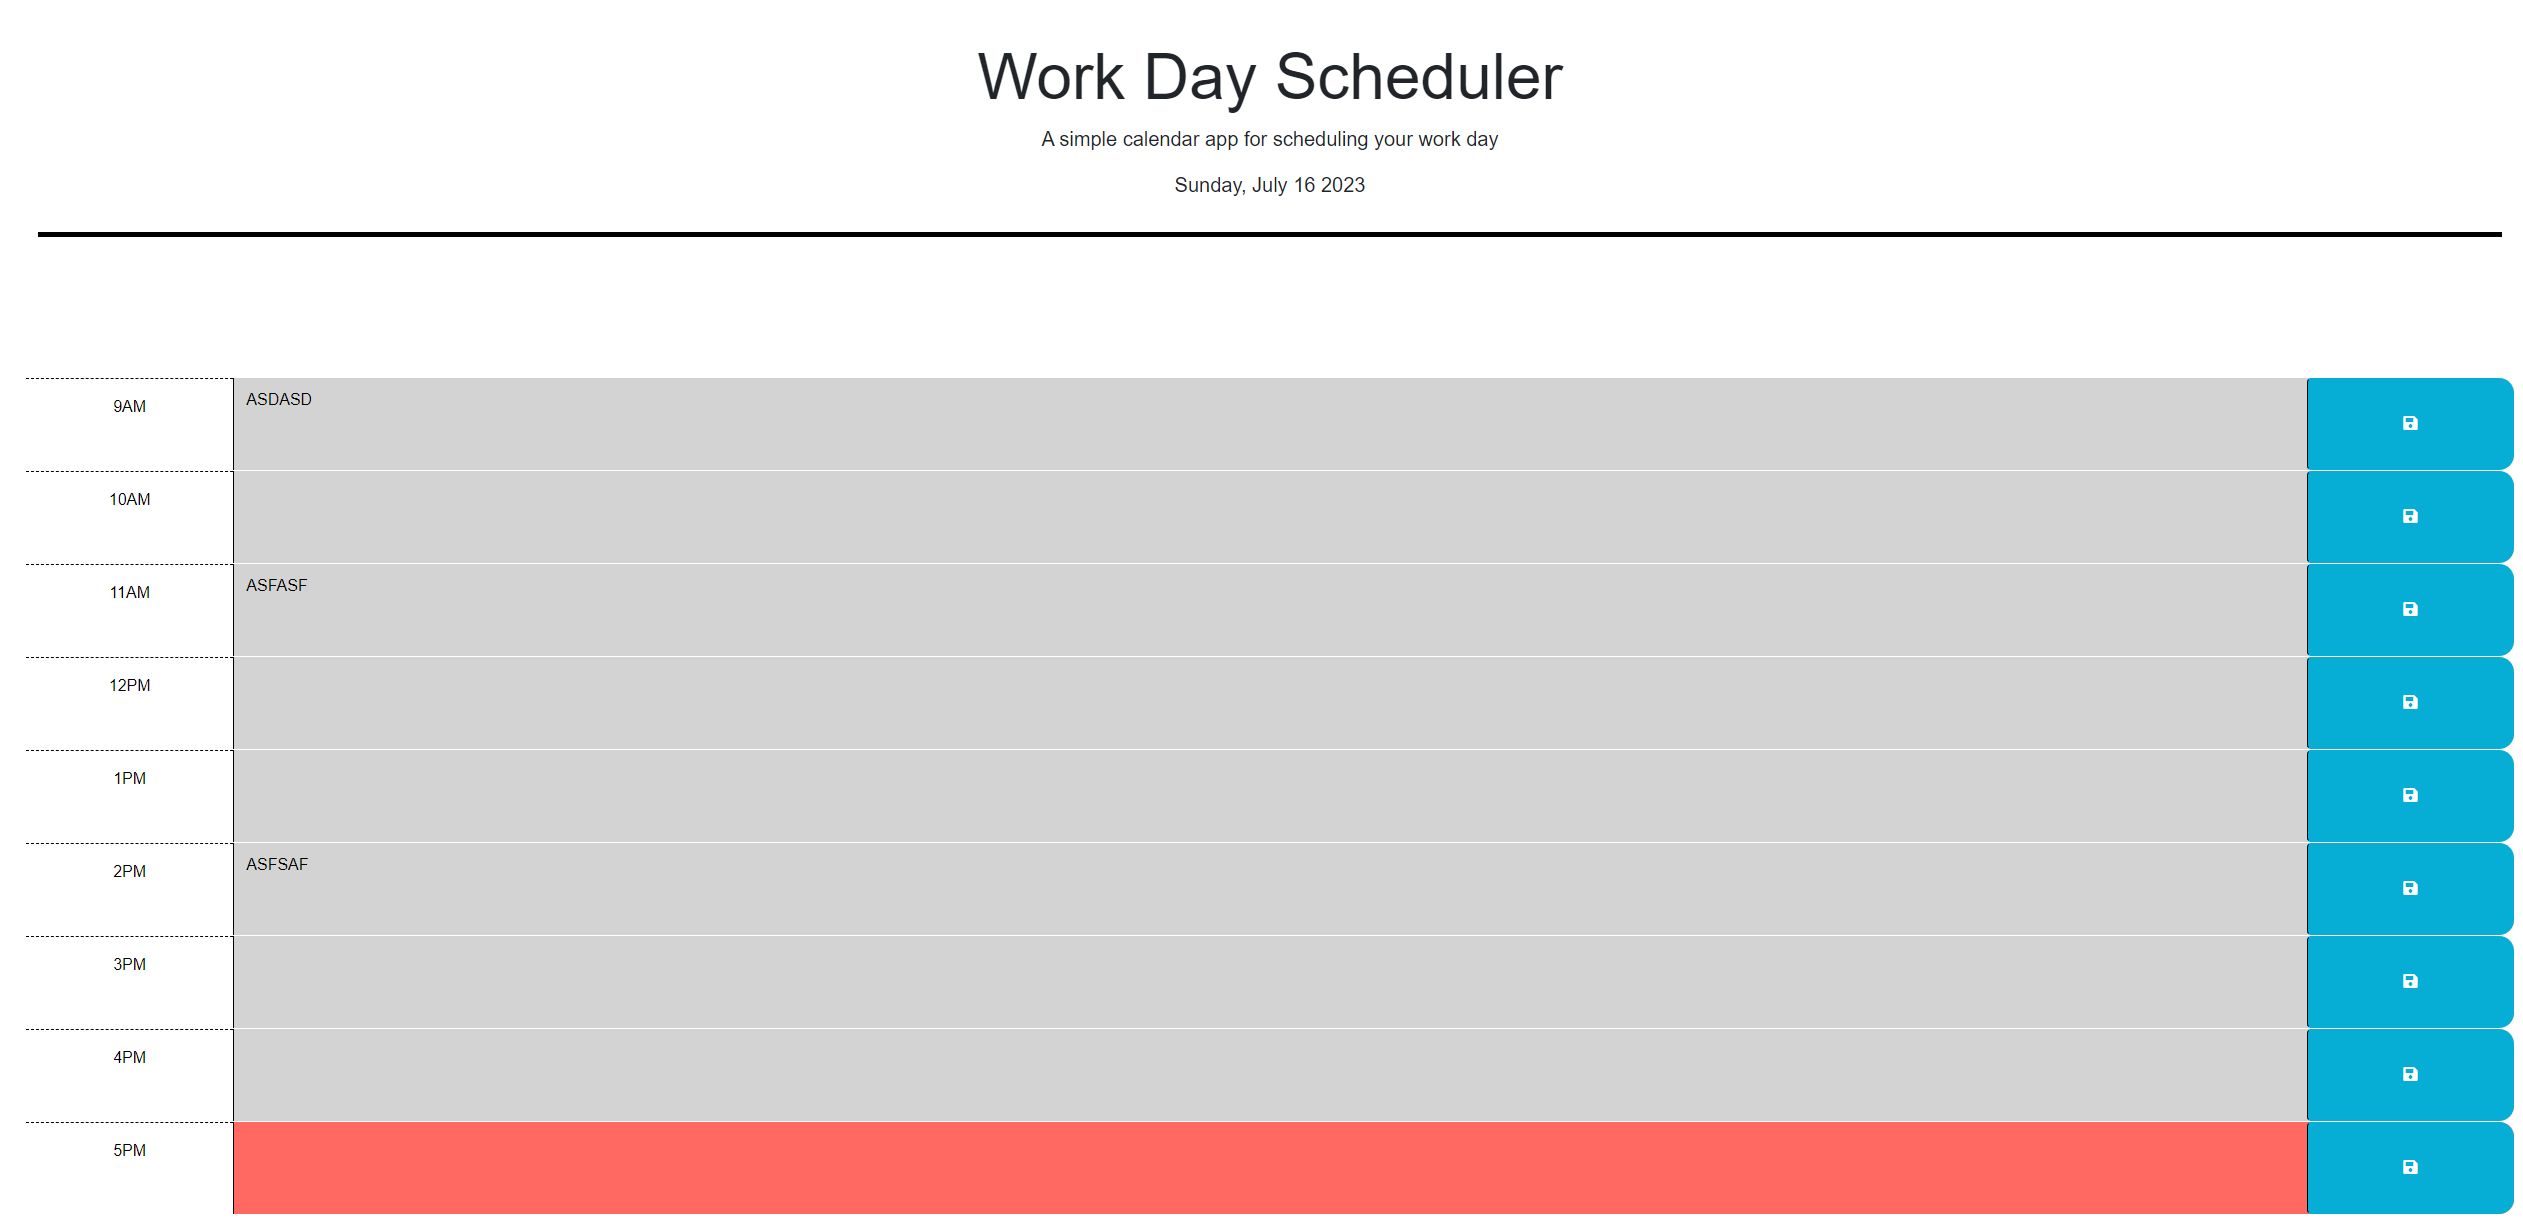 Work Day Scheduler
A simple calendar app for scheduling your work day
Sunday, July 16 2023
9AM ASDASD
10AM
11AM ASFASF
12PM
1PM
2PM ASFSAF
3PM
4PM
5PM